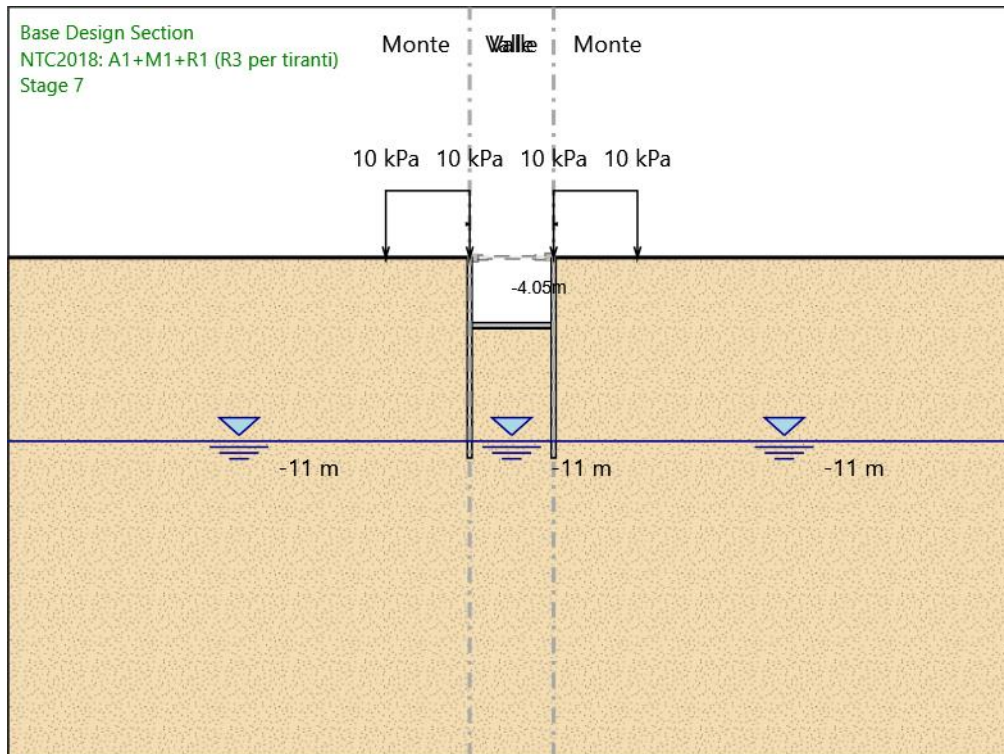 Base Design Section
NTC2018: A1+M1+R1 (R3 per tiranti)
Stage 7
Monte Valle Monte
10 kPa 10 kPa 10 kPa 10 kPa
-4.05m
-11 m -11 m -11 m